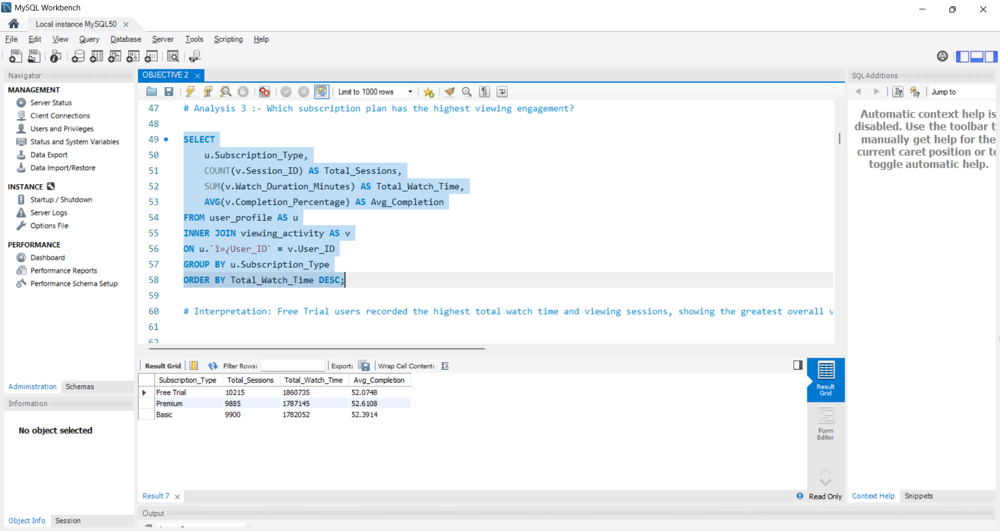 MySQL Workbench
Local instance MySQL50
File Edit View Query Database Server Tools Scripting Help
Navigator
MANAGEMENT
Server Status
Client Connections
Users and Privileges
Status and System Variables
Data Export
Data Import/Restore
INSTANCE
Startup / Shutdown
Server Logs
Options File
PERFORMANCE
Dashboard
Performance Reports
Performance Schema Setup
Administration Schemas
Information
No object selected
Object Info Session
OBJECTIVE 2
Limit to 1000 rows
47 # Analysis 3 :- Which subscription plan has the highest viewing engagement?
48
49 SELECT
50 u.Subscription_Type,
51 COUNT(v.Session_ID) AS Total_Sessions,
52 SUM(v.Watch_Duration_Minutes) AS Total_Watch_Time,
53 AVG(v.Completion_Percentage) AS Avg_Completion
54 FROM user_profile AS u
55 INNER JOIN viewing_activity AS v
56 ON u.`ï»¿User_ID` = v.User_ID
57 GROUP BY u.Subscription_Type
58 ORDER BY Total_Watch_Time DESC;
59
60 # Interpretation: Free Trial users recorded the highest total watch time and viewing sessions, showing the greatest overall v
61
62
Result Grid Filter Rows: Export: Wrap Cell Content:
Subscription_Type Total_Sessions Total_Watch_Time Avg_Completion
Free Trial 10215 1860735 52.0748
Premium 9885 1787145 52.6108
Basic 9900 1782052 52.3914
Result
Grid
Form
Editor
Result 7
Read Only
Output
SQLAdditions
Jump to
Automatic context help is
disabled. Use the toolbar t
manually get help for the
current caret position or to
toggle automatic help.
Context Help Snippets